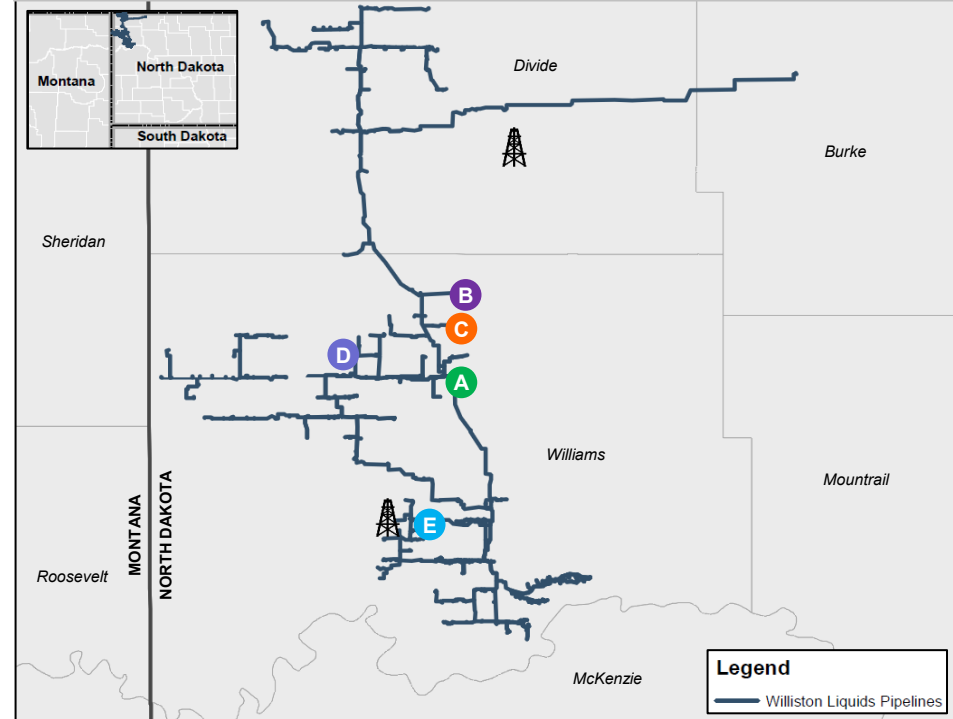 Montana
North Dakota
South Dakota
Divide
Burke
Sheridan
B
C
D
A
Williams
Mountrail
MONTANA
NORTH DAKOTA
E
Roosevelt
McKenzie
Legend
Williston Liquids Pipelines